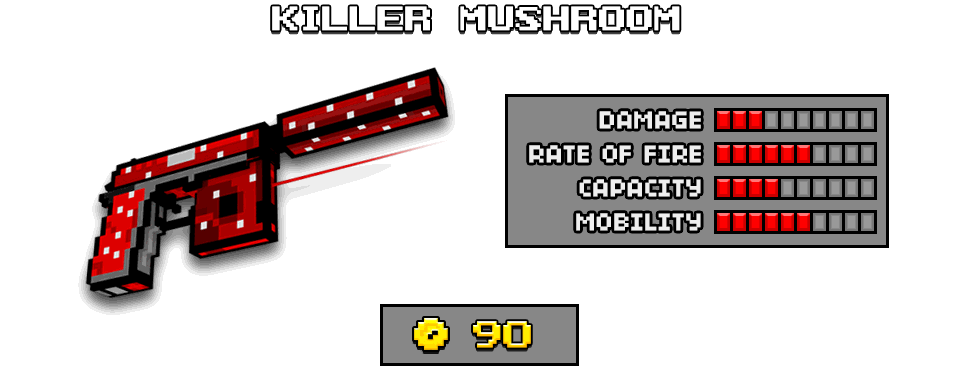 KILLER MUSHROOM
DAMAGE
RATE OF FIRE
CAPACITY
MOBILITY
90